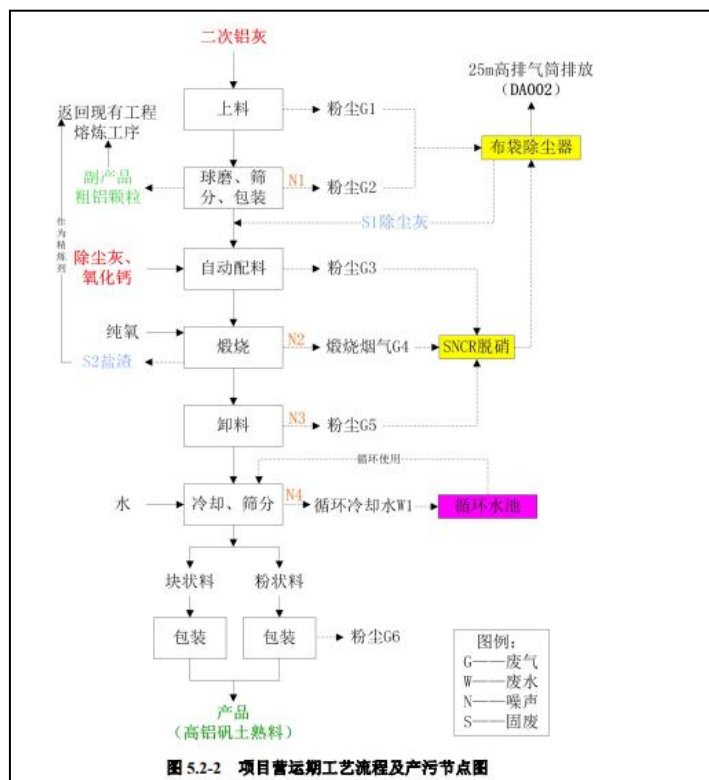 二次铝灰
25m高排气筒排放
（DA002）
上料
粉尘G1
返回现有工程
熔炼工序
布袋除尘器
副产品
粗铝颗粒
球磨、筛
分、包装
N1
粉尘G2
S1除尘灰
作为精炼剂
除尘灰、
氧化钙
自动配料
粉尘G3
纯氧
煅烧
N2
煅烧烟气G4
SNCR脱硝
S2盐渣
卸料
N3
粉尘G5
循环使用
水
冷却、筛分
N4
循环冷却水W1
循环水池
块状料
粉状料
包装
包装
粉尘G6
图例：
G——废气
W——废水
N——噪声
S——固废
产品
（高铝矾土熟料）
图 5.2-2 项目营运期工艺流程及产污节点图